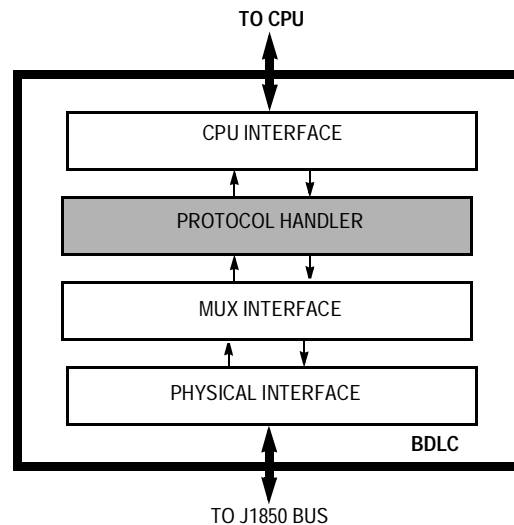 TO CPU
CPU INTERFACE
PROTOCOL HANDLER
MUX INTERFACE
PHYSICAL INTERFACE
BDLC
TO J1850 BUS